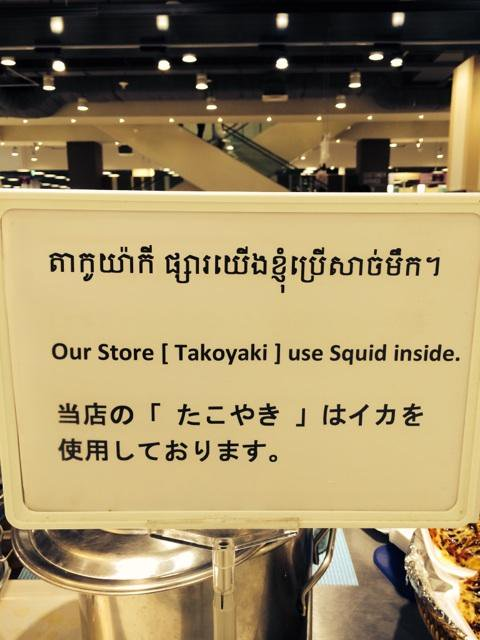 តាកូយ៉ាកី ផ្សារយើងខ្ញុំប្រើសាច់មឹក។
Our Store [ Takoyaki ] use Squid inside.
当店の「 たこやき 」はイカを
使用しております。